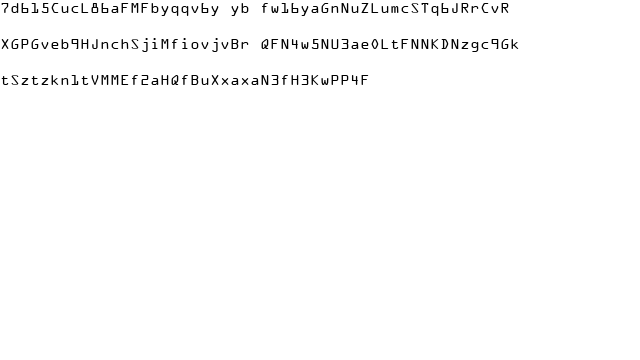 7d615CucL86aFMFbyqqv6y yb fw16yaGnNuZLumcSTq6JRrCvR
XGPGveb9HJnchSjiMfiovjvBr QFN4w5NU3ae0LtFNNKDNzgc9Gk
tSztzkn1tVMMEf2aHQfBuXxaxaN3fH3KwPP4F